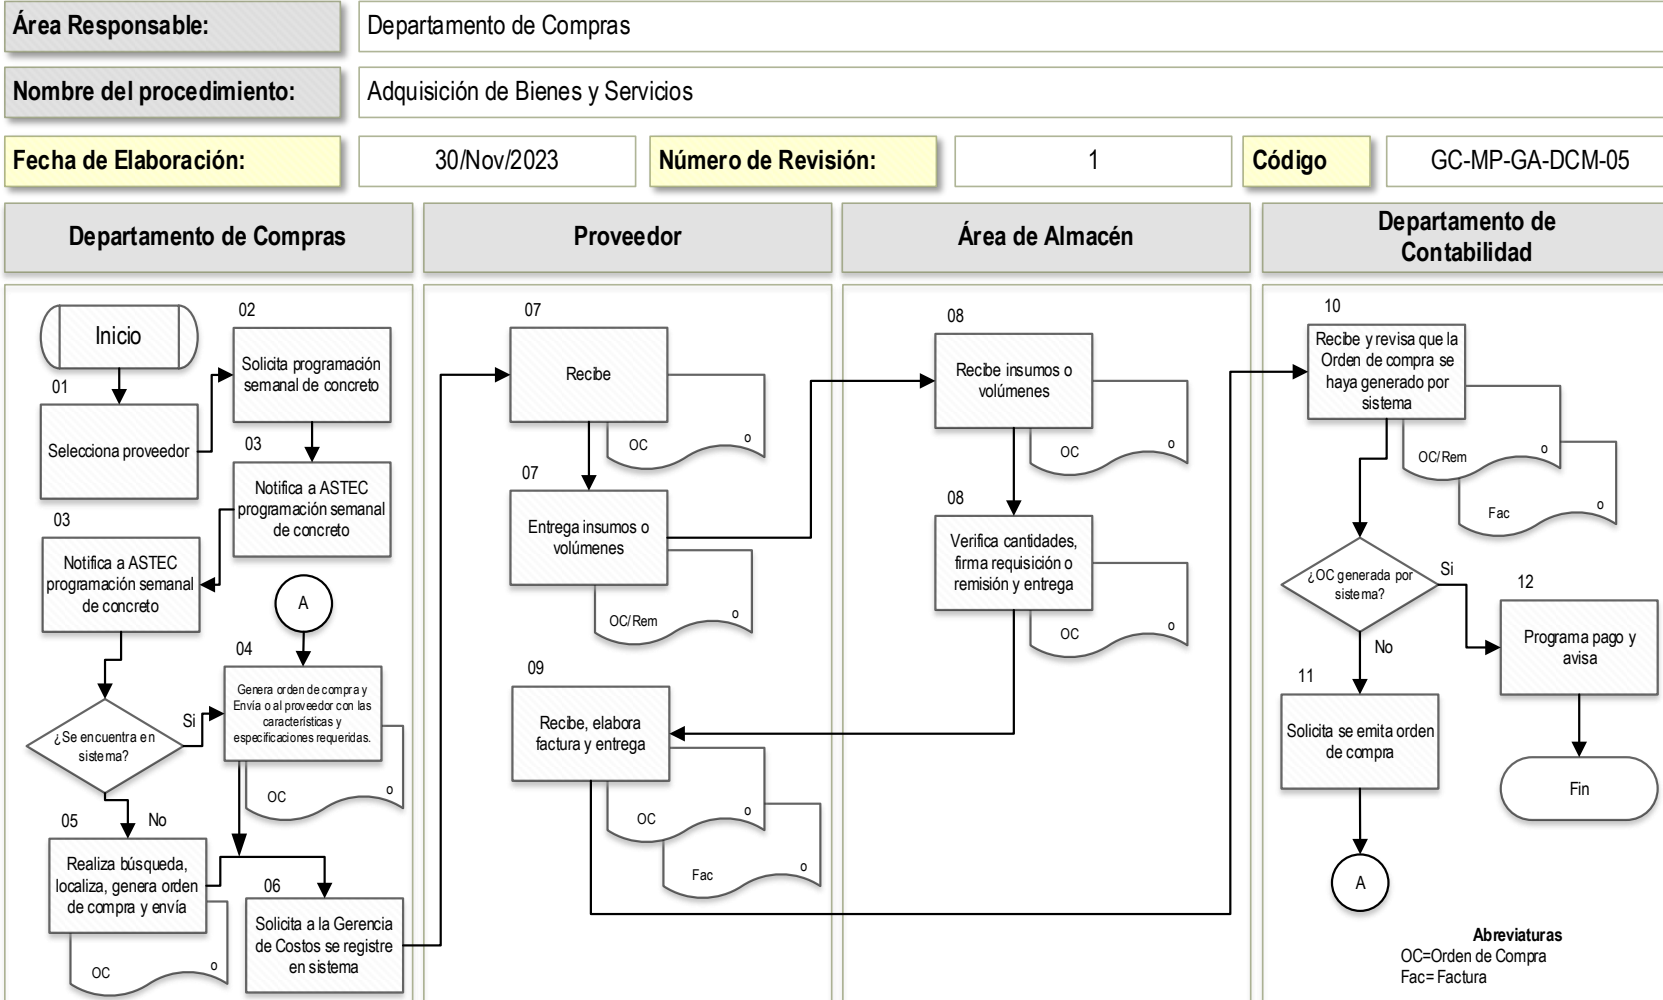 Área Responsable:
Departamento de Compras
Nombre del procedimiento:
Adquisición de Bienes y Servicios
Fecha de Elaboración:
30/Nov/2023
Número de Revisión:
1
Código
GC-MP-GA-DCM-05
Departamento de Compras
Proveedor
Área de Almacén
Departamento de
Contabilidad
Inicio
01
Selecciona proveedor
02
Solicita programación
semanal de concreto
03
Notifica a ASTEC
programación semanal
de concreto
03
Notifica a ASTEC
programación semanal
de concreto
A
¿Se encuentra en
sistema?
Si
04
Genera orden de compra y
Envía o al proveedor con las
características y
especificaciones requeridas.
OC
o
No
05
Realiza búsqueda,
localiza, genera orden
de compra y envía
OC
o
06
Solicita a la Gerencia
de Costos se registre
en sistema
07
Recibe
OC
o
07
Entrega insumos o
volúmenes
OC/Rem
o
09
Recibe, elabora
factura y entrega
OC
o
Fac
o
08
Recibe insumos o
volúmenes
OC
o
08
Verifica cantidades,
firma requisición o
remisión y entrega
OC
o
10
Recibe y revisa que la
Orden de compra se
haya generado por
sistema
OC/Rem
o
Fac
o
¿OC generada por
sistema?
Si
12
Programa pago y
avisa
No
11
Solicita se emita orden
de compra
Fin
A
Abreviaturas
OC=Orden de Compra
Fac= Factura